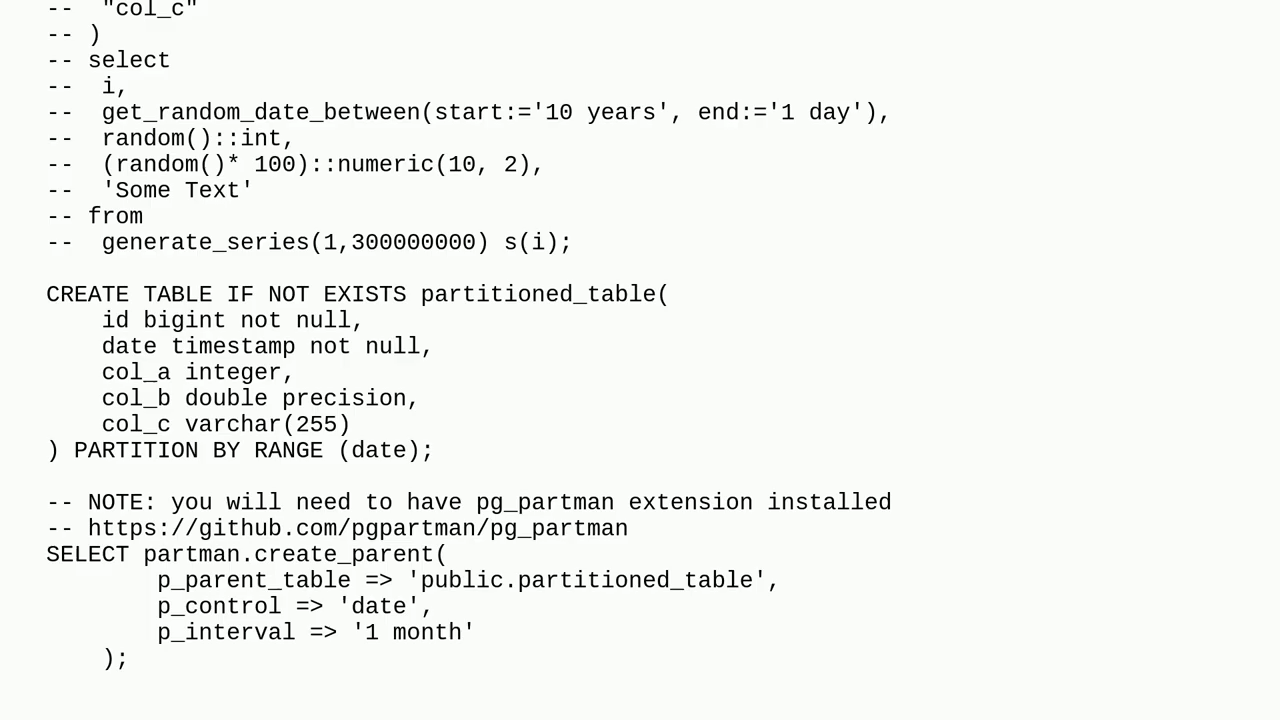 --  "col_c"
-- )
-- select
--  i,
--  get_random_date_between(start:='10 years', end:='1 day'),
--  random()::int,
--  (random()* 100)::numeric(10, 2),
--  'Some Text'
-- from
--  generate_series(1,300000000) s(i);

CREATE TABLE IF NOT EXISTS partitioned_table(
    id bigint not null,
    date timestamp not null,
    col_a integer,
    col_b double precision,
    col_c varchar(255)
) PARTITION BY RANGE (date);

-- NOTE: you will need to have pg_partman extension installed
-- https://github.com/pgpartman/pg_partman
SELECT partman.create_parent(
        p_parent_table => 'public.partitioned_table',
        p_control => 'date',
        p_interval => '1 month'
    );